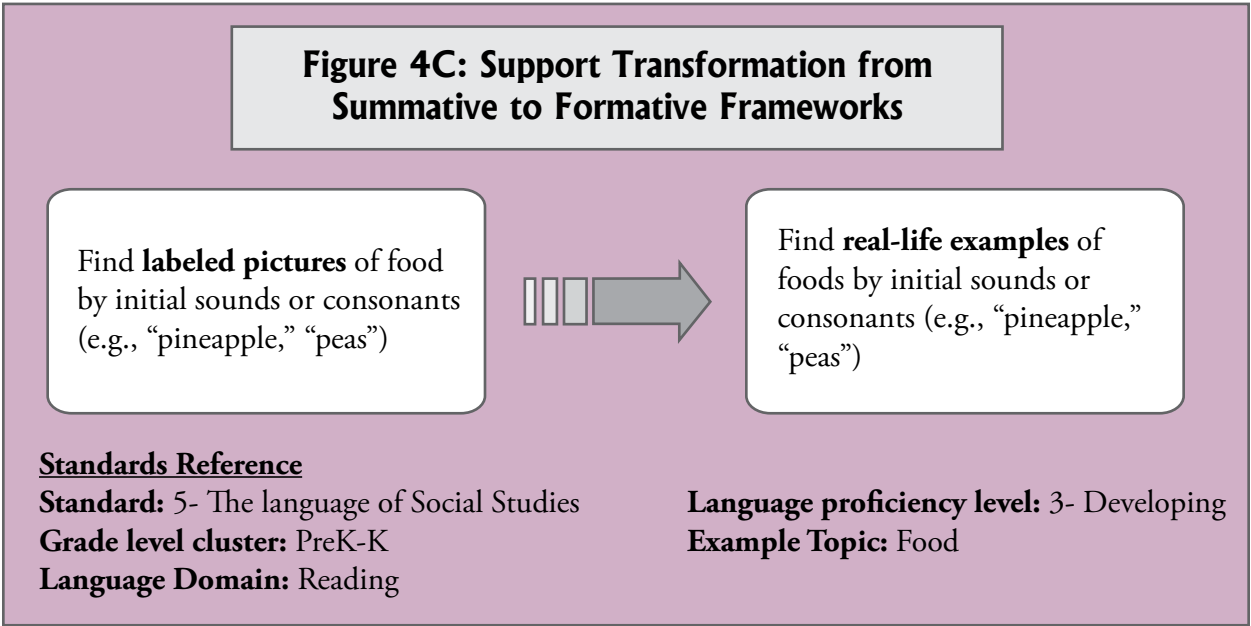 Figure 4C: Support Transformation from
Summative to Formative Frameworks
Find labeled pictures of food
by initial sounds or consonants
(e.g., “pineapple,” “peas”)
Find real-life examples of
foods by initial sounds or
consonants (e.g., “pineapple,”
“peas”)
Standards Reference
Standard: 5- The language of Social Studies
Grade level cluster: PreK-K
Language Domain: Reading
Language proficiency level: 3- Developing
Example Topic: Food